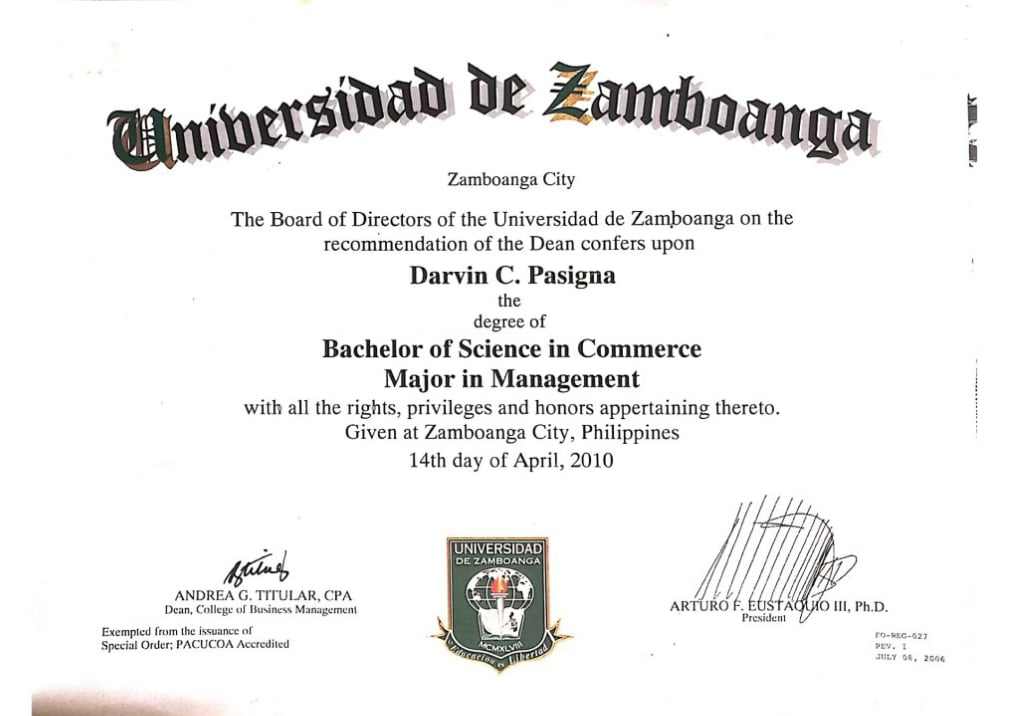 Universidad de Zamboanga
Zamboanga City
The Board of Directors of the Universidad de Zamboanga on the
recommendation of the Dean confers upon
Darvin C. Pasigna
the
degree of
Bachelor of Science in Commerce
Major in Management
with all the rights, privileges and honors appertaining thereto.
Given at Zamboanga City, Philippines
14th day of April, 2010
ANDREA G. TITULAR, CPA
Dean, College of Business Management
Exempted from the issuance of
Special Order; PACUCOA Accredited
UNIVERSIDAD
DE ZAMBOANGA
MCMXLVIII
Educacion es Libertad
ARTURO F. EUSTAQUIO III, Ph.D.
President
FO-REG-027
REV. 1
JULY 08, 2006